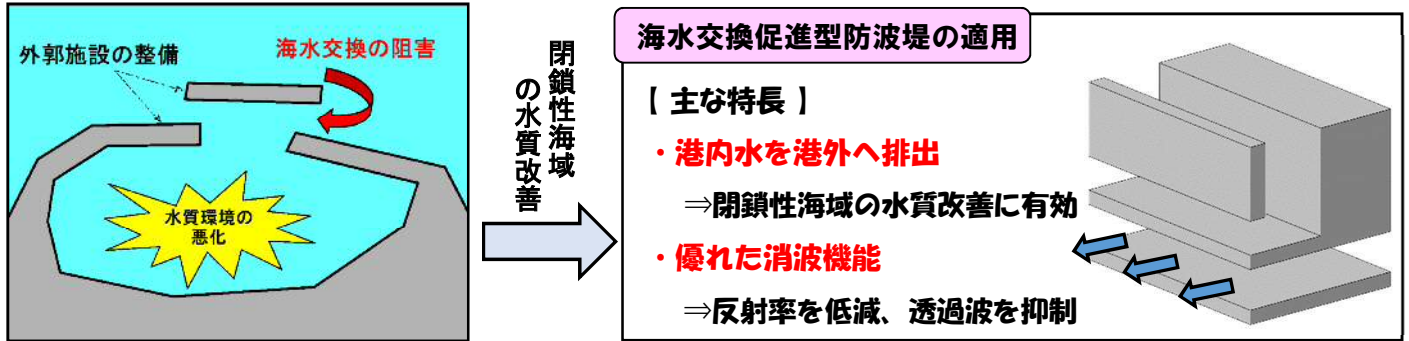 外郭施設の整備
海水交換の阻害
水質環境の
悪化
閉鎖性海域
の水質改善
海水交換促進型防波堤の適用
【 主な特長 】
・港内水を港外へ排出
⇒閉鎖性海域の水質改善に有効
・優れた消波機能
⇒反射率を低減、透過波を抑制